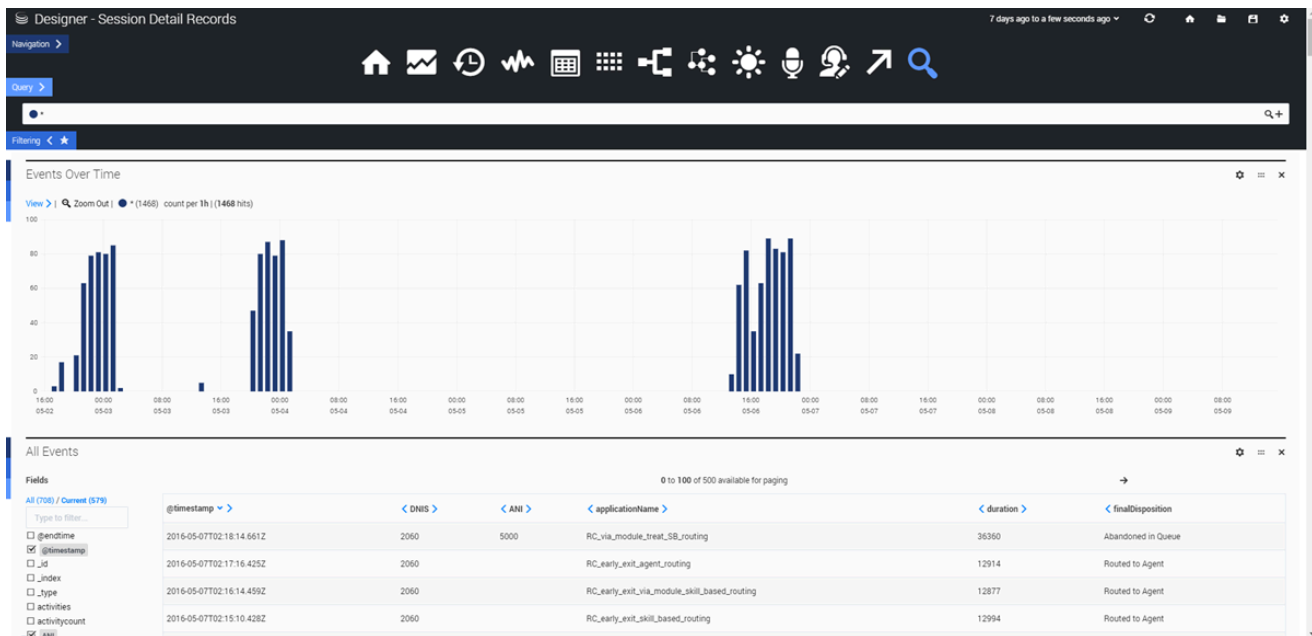 Designer - Session Detail Records
7 days ago to a few seconds ago
Navigation
Query
*
Filtering
Events Over Time
View | Zoom Out | * (1468) count per 1h | (1468 hits)
100
80
60
40
20
0
16:00 00:00 08:00 16:00 00:00 08:00 16:00 00:00 08:00 16:00 00:00 08:00 16:00 00:00 08:00 16:00 00:00 08:00 16:00 00:00 08:00
05-02 05-03 05-03 05-03 05-04 05-04 05-04 05-05 05-05 05-05 05-06 05-06 05-06 05-07 05-07 05-07 05-08 05-08 05-08 05-09 05-09
All Events
Fields
0 to 100 of 500 available for paging
All (708) / Current (579)
Type to filter...
@timestamp DNIS ANI applicationName duration finalDisposition
@endtime
2016-05-07T02:18:14.661Z 2060 5000 RC_via_module_treat_SB_routing 36360 Abandoned in Queue
@timestamp
_id
2016-05-07T02:17:16.425Z 2060 RC_early_exit_agent_routing 12914 Routed to Agent
_index
_type
2016-05-07T02:16:14.459Z 2060 RC_early_exit_via_module_skill_based_routing 12877 Routed to Agent
activities
activitycount
2016-05-07T02:15:10.428Z 2060 RC_early_exit_skill_based_routing 12994 Routed to Agent
ANI